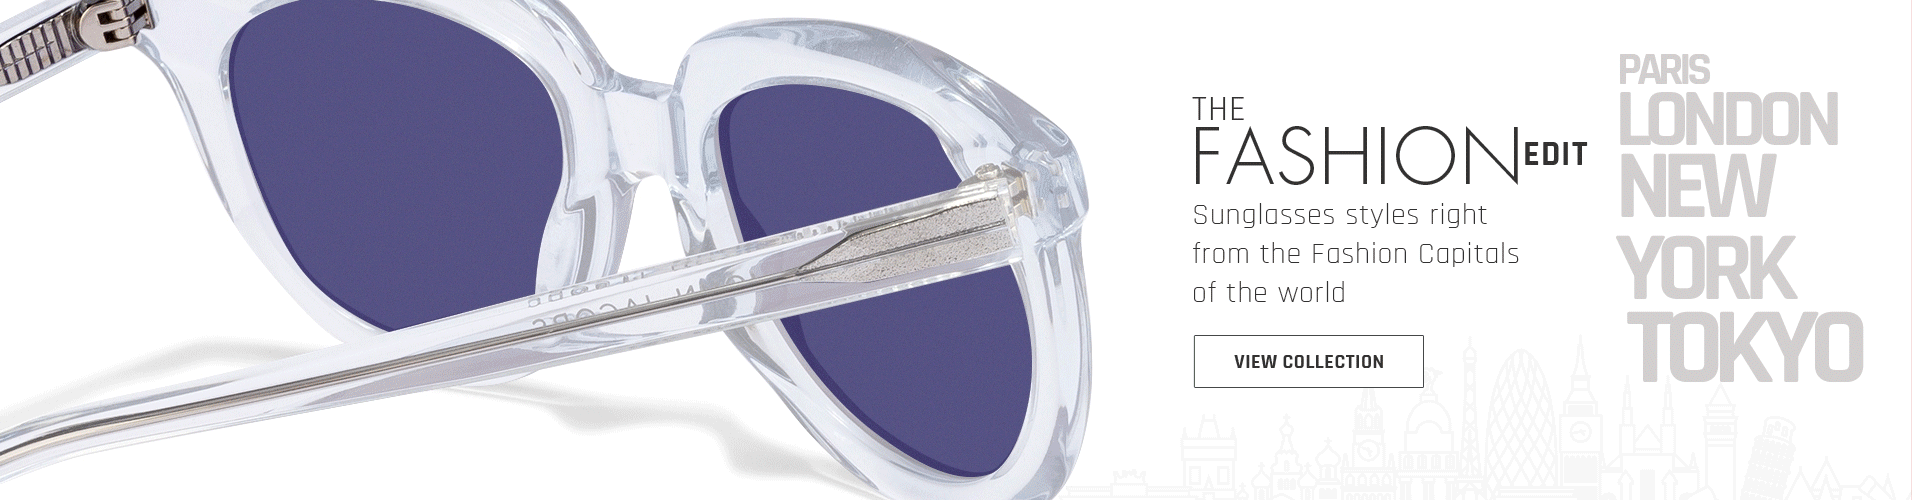 THE
FASHION EDIT
Sunglasses styles right
from the Fashion Capitals
of the world
VIEW COLLECTION
PARIS
LONDON
NEW
YORK
TOKYO